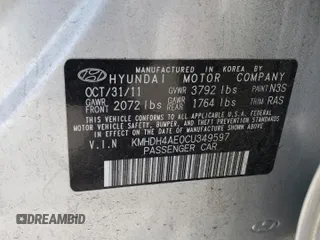 MANUFACTURED IN KOREA BY
HYUNDAI MOTOR COMPANY
OCT/31/11 GVWR 3792 lbs PAINT N3S
GAWR FRONT 2072 lbs GAWR REAR 1764 lbs TRIM RAS
THIS VEHICLE CONFORMS TO ALL APPLICABLE U.S.A. FEDERAL
MOTOR VEHICLE SAFETY, BUMPER, AND THEFT PREVENTION
STANDARDS IN EFFECT ON THE DATE OF MANUFACTURE
SHOWN ABOVE.
V.I.N KMHDH4AE0CU349597
PASSENGER CAR
DREAMBID